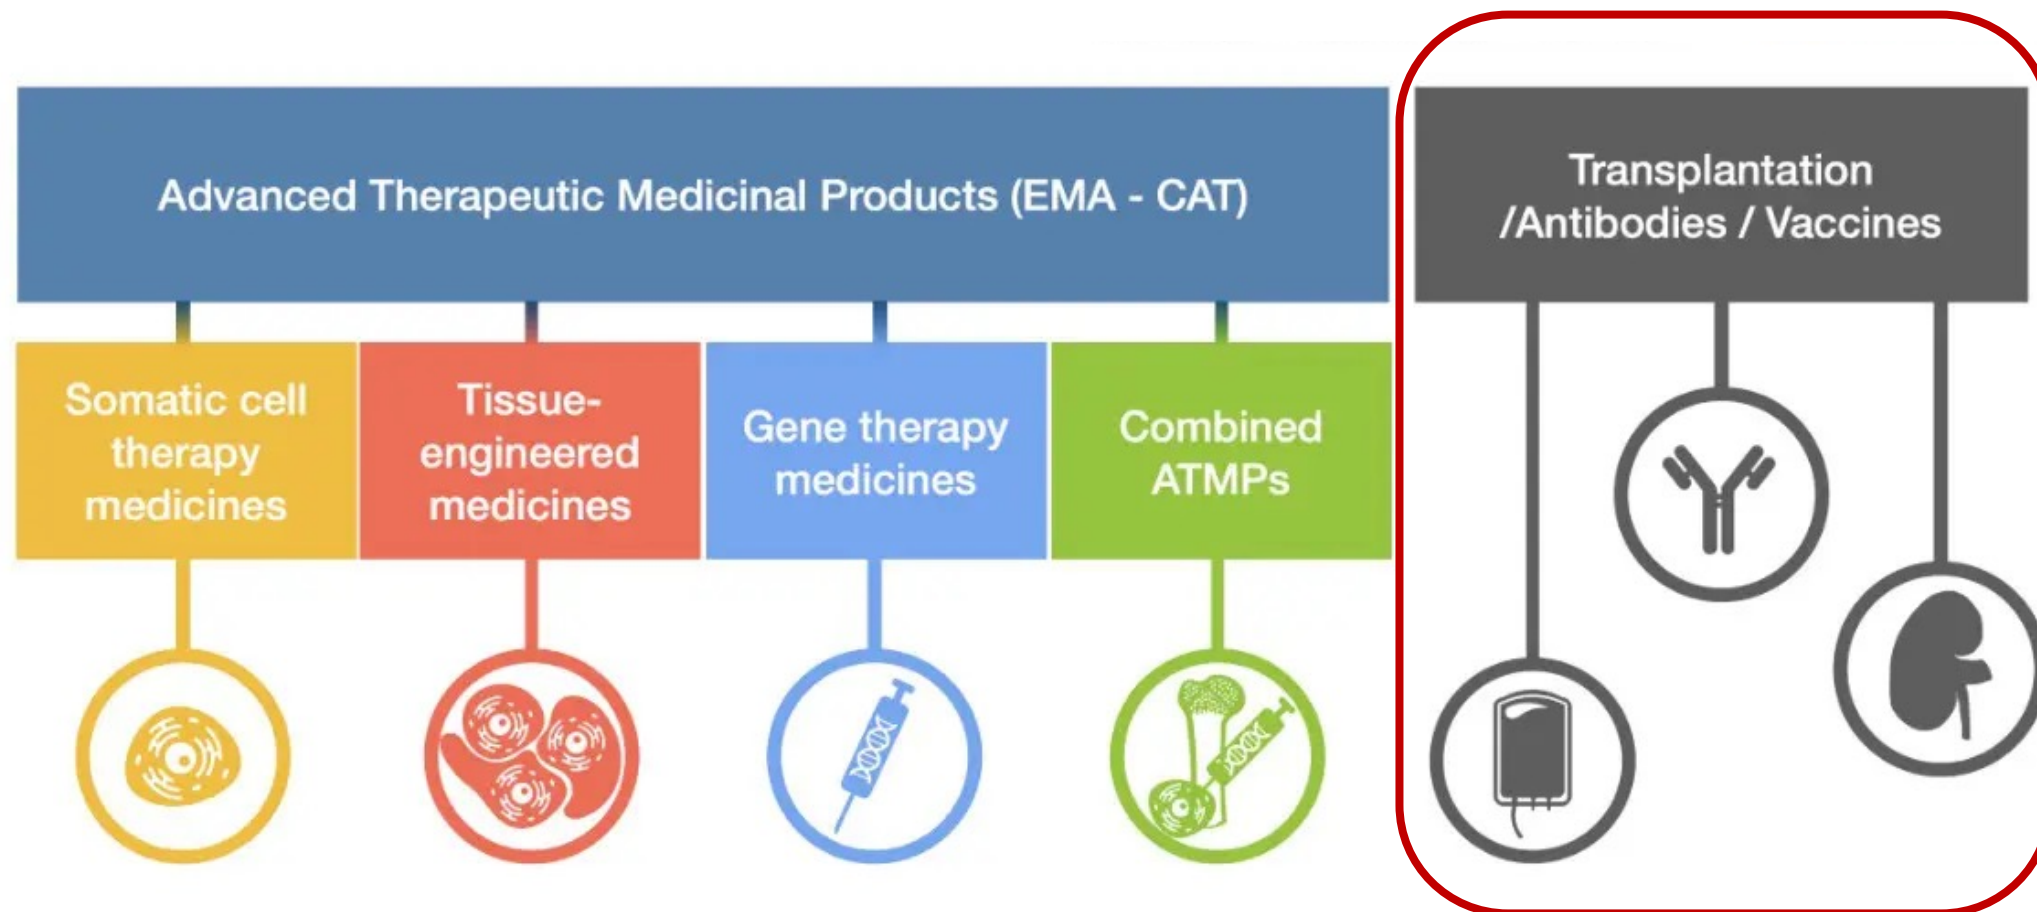 Advanced Therapeutic Medicinal Products (EMA - CAT)
Transplantation
/Antibodies / Vaccines
Somatic cell
therapy
medicines
Tissue-
engineered
medicines
Gene therapy
medicines
Combined
ATMPs